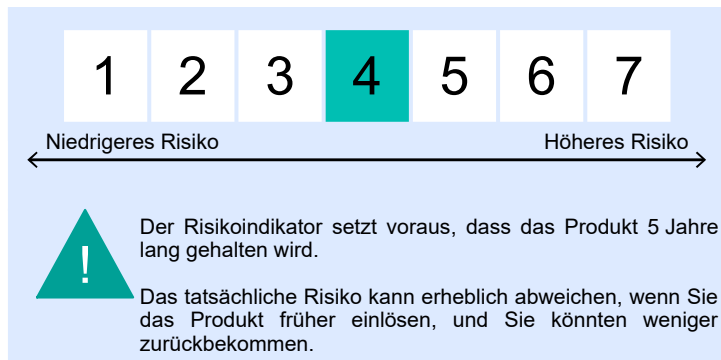 1 2 3 4 5 6 7
Niedrigeres Risiko Höheres Risiko
!
Der Risikoindikator setzt voraus, dass das Produkt 5 Jahre
lang gehalten wird.
Das tatsächliche Risiko kann erheblich abweichen, wenn Sie
das Produkt früher einlösen, und Sie könnten weniger
zurückbekommen.